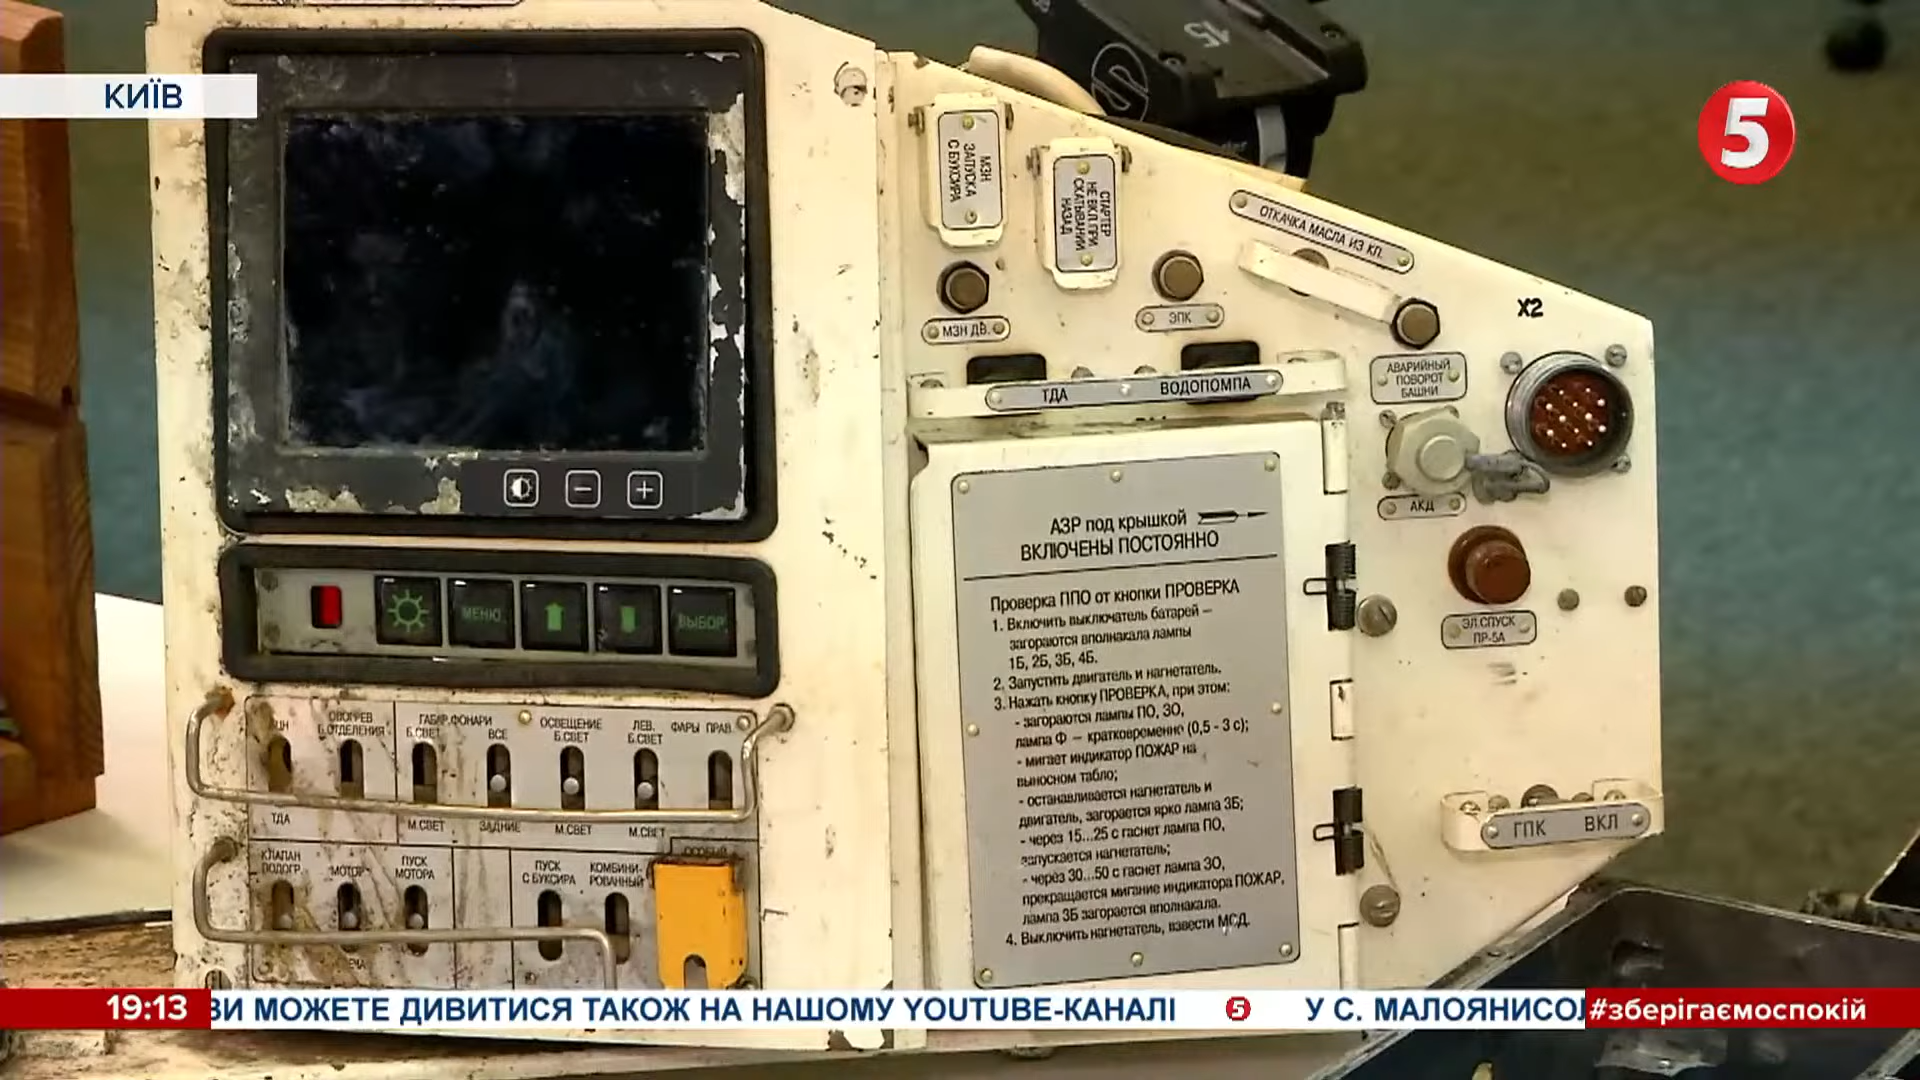 КИЇВ
5
МЗН
ЗАПУСКА
С БУКСИРА
СТАРТЕР
НЕ ВКЛ. ПРИ
СКАТЫВАНИИ
НАЗАД
ОТКАЧКА МАСЛА ИЗ КП.
МЗН ДВ.
ЭПК
X2
ТДА ВОДОПОМПА
АВАРИЙНЫЙ
ПОВОРОТ
БАШНИ
АКД
ЭЛ.СПУСК
ПР-5А
ГПК ВКЛ
АЗР под крышкой
ВКЛЮЧЕНЫ ПОСТОЯННО
Проверка ППО от кнопки ПРОВЕРКА
1. Включить выключатель батарей –
загораются вполнакала лампы
1Б, 2Б, 3Б, 4Б.
2. Запустить двигатель и нагнетатель.
3. Нажать кнопку ПРОВЕРКА, при этом:
- загораются лампы ПО, ЗО,
лампа Ф – кратковременно (0,5 - 3 с);
- мигает индикатор ПОЖАР на
выносном табло;
- останавливается нагнетатель и
двигатель, загорается ярко лампа 3Б;
- через 15...25 с гаснет лампа ПО,
запускается нагнетатель;
- через 30...50 с гаснет лампа ЗО,
прекращается мигание индикатора ПОЖАР,
лампа 3Б загорается вполнакала.
4. Выключить нагнетатель, взвести МСД.
МЕНЮ
ВЫБОР
ОБОГРЕВ
Б.ОТДЕЛЕНИЯ
ГАБАР.ФОНАРИ
Б.СВЕТ ВСЕ
ОСВЕЩЕНИЕ
Б.СВЕТ
ЛЕВ.
Б.СВЕТ
ФАРЫ ПРАВ.
ТДА
М.СВЕТ
ЗАДНИЕ
М.СВЕТ
М.СВЕТ
КЛАПАН
ПОДОГР.
МОТОР
ПУСК
МОТОРА
ПУСК
С БУКСИРА
КОМБИНИ-
РОВАННЫЙ
ОСОБЫЙ
19:13
ВИ МОЖЕТЕ ДИВИТИСЯ ТАКОЖ НА НАШОМУ YOUTUBE-КАНАЛІ 5 У С. МАЛОЯНИСОЛ
#зберігаємоспокій